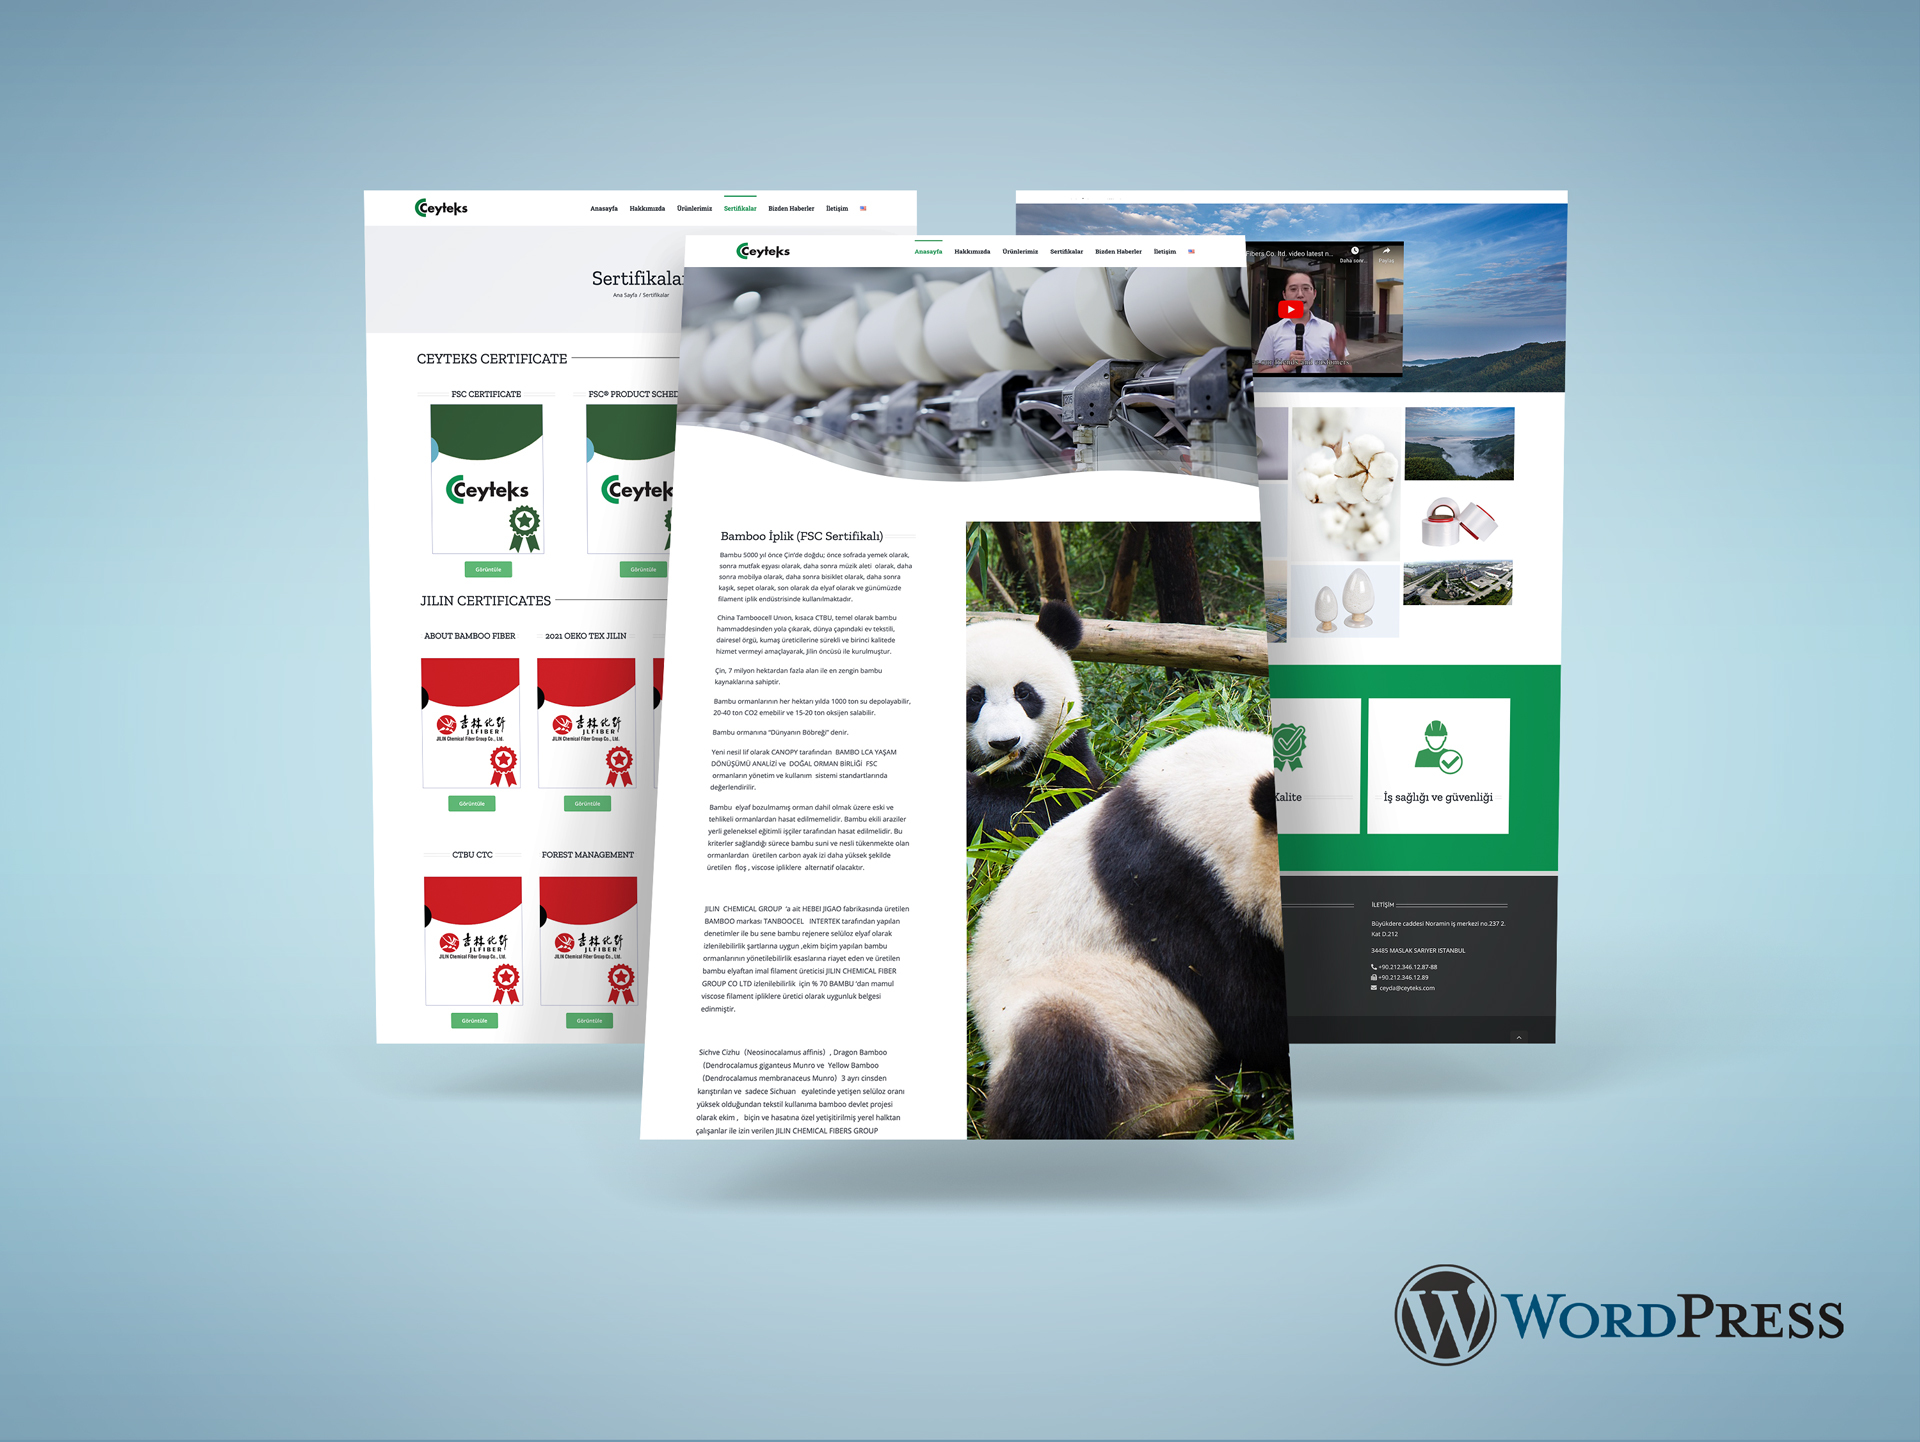 Ceyteks
Anasayfa Hakkımızda Ürünlerimiz Sertifikalar Bizden Haberler İletişim
Sertifikalar
Ana Sayfa / Sertifikalar
CEYTEKS CERTIFICATE
FSC CERTIFICATE
FSC® PRODUCT SCHED
Ceyteks
Ceytek
Görüntüle
Görüntüle
JILIN CERTIFICATES
ABOUT BAMBOO FIBER
2021 OEKO TEX JILIN
吉林化纤
JLFIBER
JILIN Chemical Fiber Group Co., Ltd.
吉林化纤
JLFIBER
JILIN Chemical Fiber Group Co., Ltd.
Görüntüle
Görüntüle
CTBU CTC
FOREST MANAGEMENT
吉林化纤
JLFIBER
JILIN Chemical Fiber Group Co., Ltd.
吉林化纤
JLFIBER
JILIN Chemical Fiber Group Co., Ltd.
Görüntüle
Görüntüle
Ceyteks
Anasayfa Hakkımızda Ürünlerimiz Sertifikalar Bizden Haberler İletişim
Bamboo İplik (FSC Sertifikalı)
Bambu 5000 yıl önce Çin'de doğdu; önce sofrada yemek olarak,
sonra mutfak eşyası olarak, daha sonra müzik aleti olarak, daha
sonra mobilya olarak, daha sonra bisiklet olarak, daha sonra
kaşık, sepet olarak, son olarak da elyaf olarak ve günümüzde
filament iplik endüstrisinde kullanılmaktadır.
China Tamboocell Union, kısaca CTBU, temel olarak bambu
hammaddesinden yola çıkarak, dünya çapındaki ev tekstili,
dairesel örgü, kumaş üreticilerine sürekli ve birinci kalitede
hizmet vermeyi amaçlayarak, Jilin öncüsü ile kurulmuştur.
Çin, 7 milyon hektardan fazla alan ile en zengin bambu
kaynaklarına sahiptir.
Bambu ormanlarının her hektarı yılda 1000 ton su depolayabilir,
20-40 ton CO2 emebilir ve 15-20 ton oksijen salabilir.
Bambu ormanına "Dünyanın Böbreği" denir.
Yeni nesil lif olarak CANOPY tarafından BAMBO LCA YAŞAM
DÖNÜŞÜMÜ ANALİZİ ve DOĞAL ORMAN BİRLİĞİ FSC
ormanların yönetim ve kullanım sistemi standartlarında
değerlendirilir.
Bambu elyaf bozulmamış orman dahil olmak üzere eski ve
tehlikeli ormanlardan hasat edilmemelidir. Bambu ekili araziler
yerli geleneksel eğitimli işçiler tarafından hasat edilmelidir. Bu
kriterler sağlandığı sürece bambu suni ve nesli tükenmekte olan
ormanlardan üretilen carbon ayak izi daha yüksek şekilde
üretilen floş , viscose ipliklere alternatif olacaktır.
JILIN CHEMICAL GROUP 'a ait HEBEI JIGAO fabrikasında üretilen
BAMBOO markası TANBOOCEL INTERTEK tarafından yapılan
denetimler ile bu sene bambu rejenere selüloz elyaf olarak
izlenilebilirlik şartlarına uygun ,ekim biçim yapılan bambu
ormanlarının yönetilebilirlik esaslarına riayet eden ve üretilen
bambu elyaftan imal filament üreticisi JILIN CHEMICAL FIBER
GROUP CO LTD izlenilebilirlik için % 70 BAMBU 'dan mamul
viscose filament ipliklere üretici olarak uygunluk belgesi
edinmiştir.
Sichve Cizhu (Neosinocalamus affinis) , Dragon Bamboo
(Dendrocalamus giganteus Munro ve Yellow Bamboo
(Dendrocalamus membranaceus Munro) 3 ayrı cinsden
karıştırılan ve sadece Sichuan eyaletinde yetişen selüloz oranı
yüksek olduğundan tekstil kullanıma bamboo devlet projesi
olarak ekim , biçin ve hasatına özel yetişitirilmiş yerel halktan
çalışanlar ile izin verilen JILIN CHEMICAL FIBERS GROUP
Fibers Co. ltd. video latest n...
Daha sonr...
Paylaş
Kalite
İş sağlığı ve güvenliği
İLETİŞİM
Büyükdere caddesi Noramin iş merkezi no.237 2.
Kat D.212
34485 MASLAK SARIYER ISTANBUL
+90.212.346.12.87-88
+90.212.346.12.89
ceyda@ceyteks.com
WORDPRESS